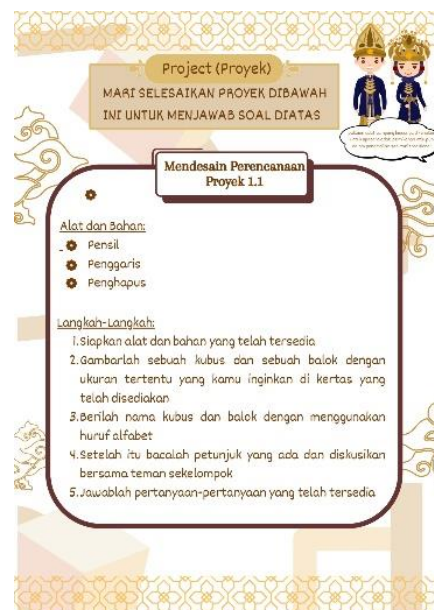 Project (Proyek)
MARI SELESAIKAN PROYEK DIBAWAH
INI UNTUK MENJAWAB SOAL DIATAS
Mendesain Perencanaan
Proyek 1.1
Alat dan Bahan:
Pensil
Penggaris
Penghapus
Langkah-Langkah:
1. Siapkan alat dan bahan yang telah tersedia
2. Gambarlah sebuah kubus dan sebuah balok dengan
ukuran tertentu yang kamu inginkan di kertas yang
telah disediakan
3. Berilah nama kubus dan balok dengan menggunakan
huruf alfabet
4. Setelah itu bacalah petunjuk yang ada dan diskusikan
bersama teman sekelompok
5. Jawablah pertanyaan-pertanyaan yang telah tersedia